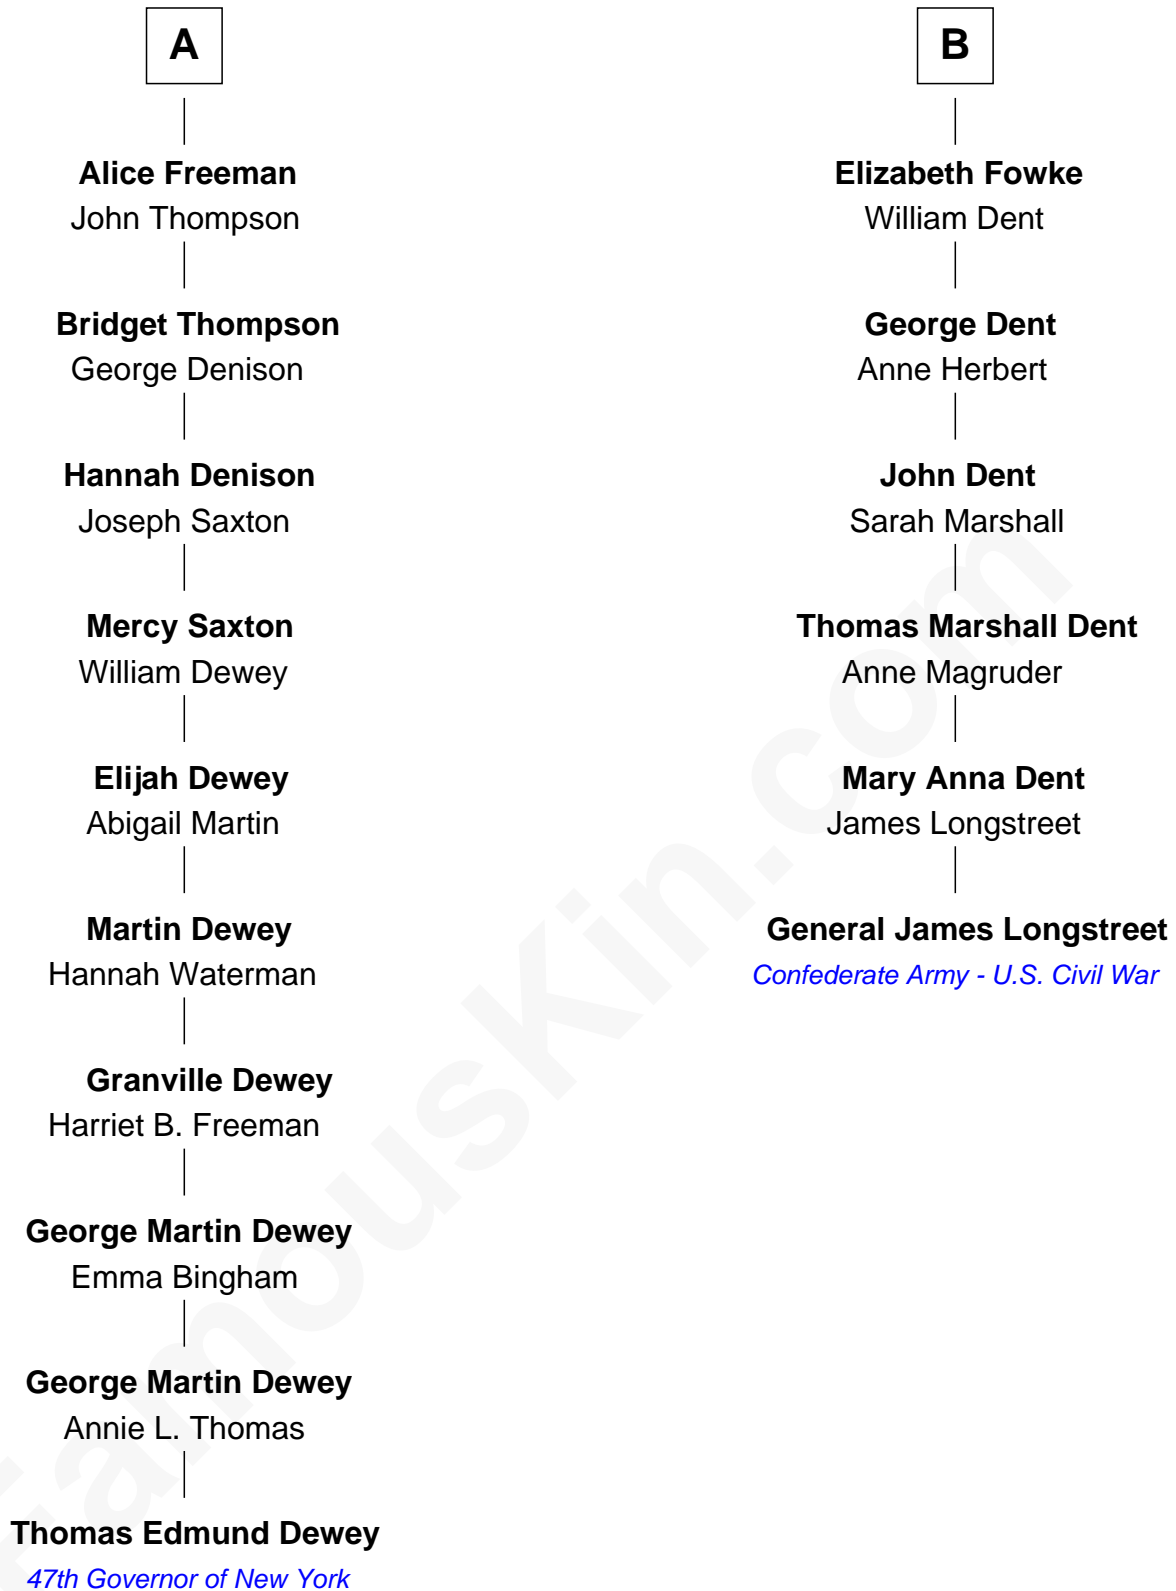 A
Alice Freeman
John Thompson
Bridget Thompson
George Denison
Hannah Denison
Joseph Saxton
Mercy Saxton
William Dewey
Elijah Dewey
Abigail Martin
Martin Dewey
Hannah Waterman
Granville Dewey
Harriet B. Freeman
George Martin Dewey
Emma Bingham
George Martin Dewey
Annie L. Thomas
Thomas Edmund Dewey
47th Governor of New York
B
Elizabeth Fowke
William Dent
George Dent
Anne Herbert
John Dent
Sarah Marshall
Thomas Marshall Dent
Anne Magruder
Mary Anna Dent
James Longstreet
General James Longstreet
Confederate Army - U.S. Civil War
FamousKin.com